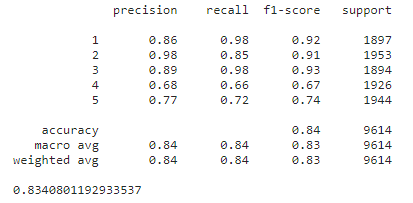 precision recall f1-score support
1 0.86 0.98 0.92 1897
2 0.98 0.85 0.91 1953
3 0.89 0.98 0.93 1894
4 0.68 0.66 0.67 1926
5 0.77 0.72 0.74 1944
accuracy 0.84 9614
macro avg 0.84 0.84 0.83 9614
weighted avg 0.84 0.84 0.83 9614
0.8340801192933537